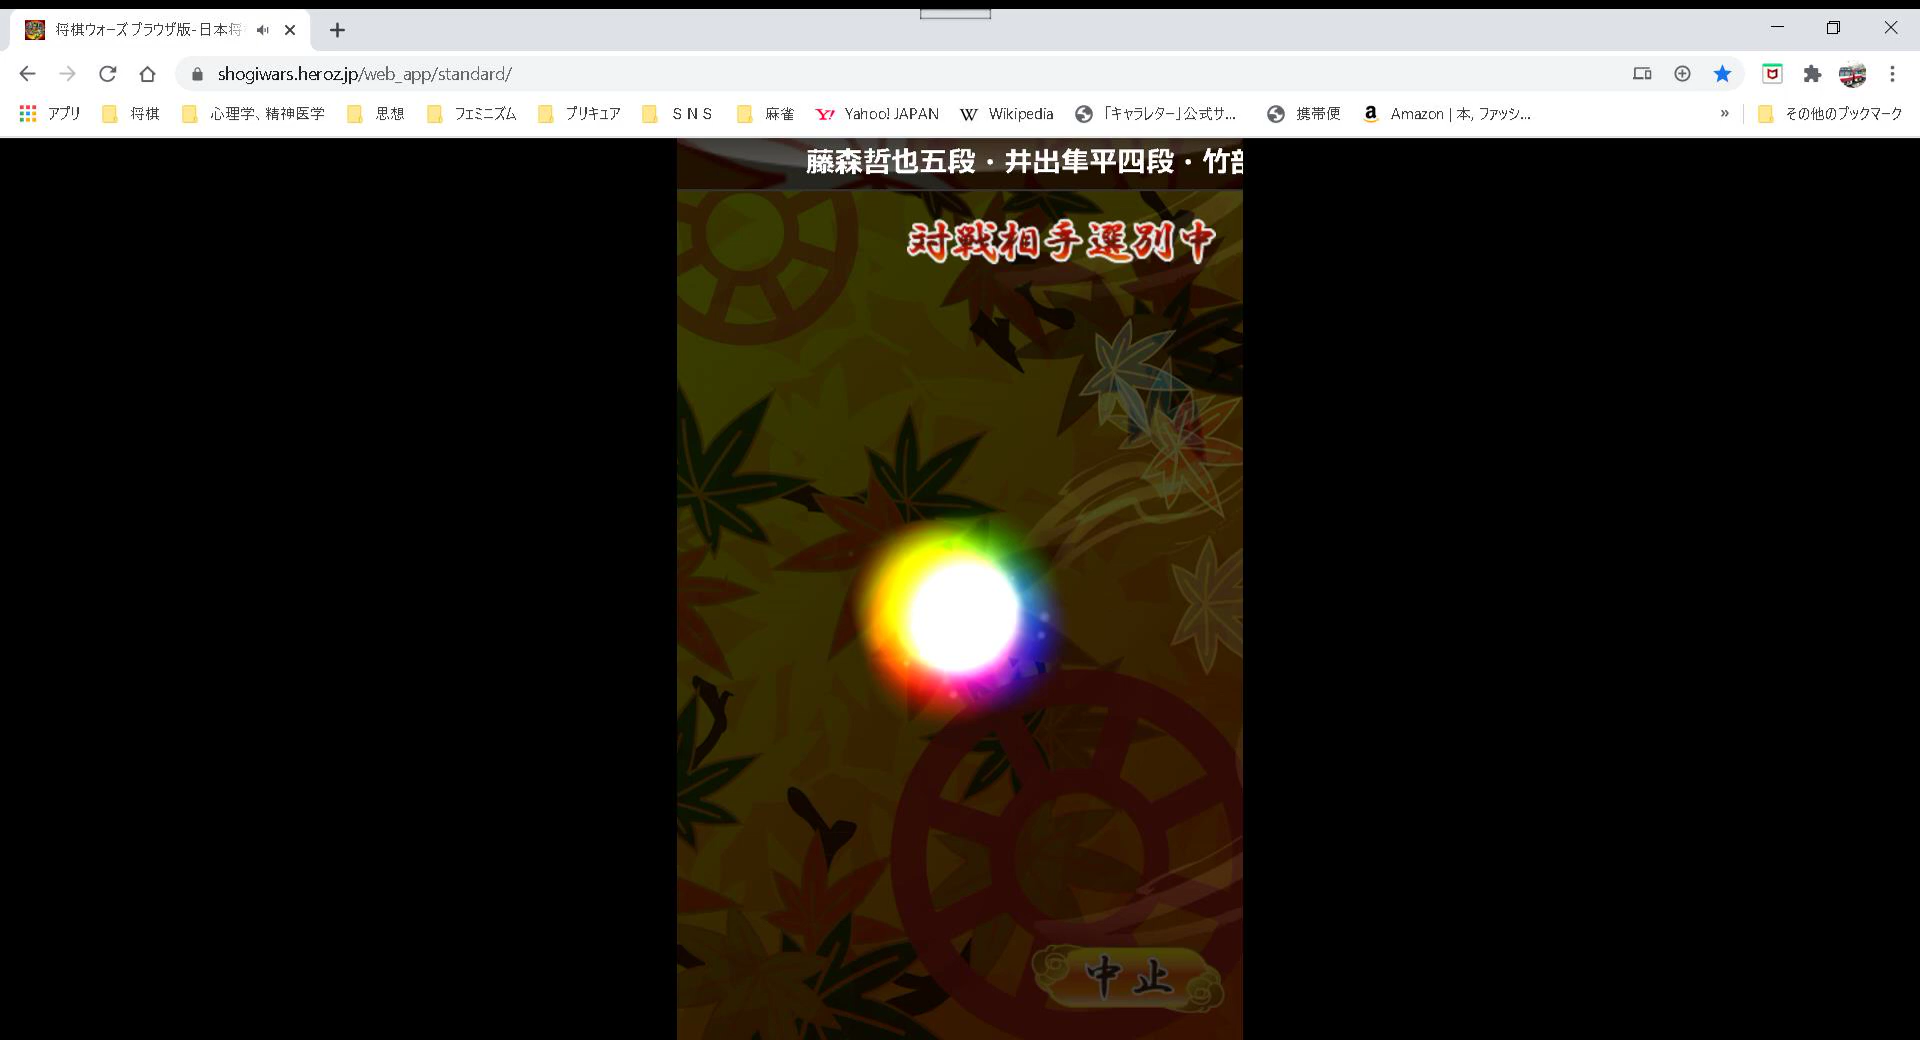 将棋ウォーズ ブラウザ版-日本将
shogiwars.heroz.jp/web_app/standard/
アプリ 将棋 心理学、精神医学 思想 フェミニズム プリキュア ＳＮＳ 麻雀 Yahoo! JAPAN Wikipedia 「キャラレター」公式サ... 携帯便 Amazon | 本, ファッシ... » その他のブックマーク
藤森哲也五段・井出隼平四段・竹部
対戦相手選別中
中止